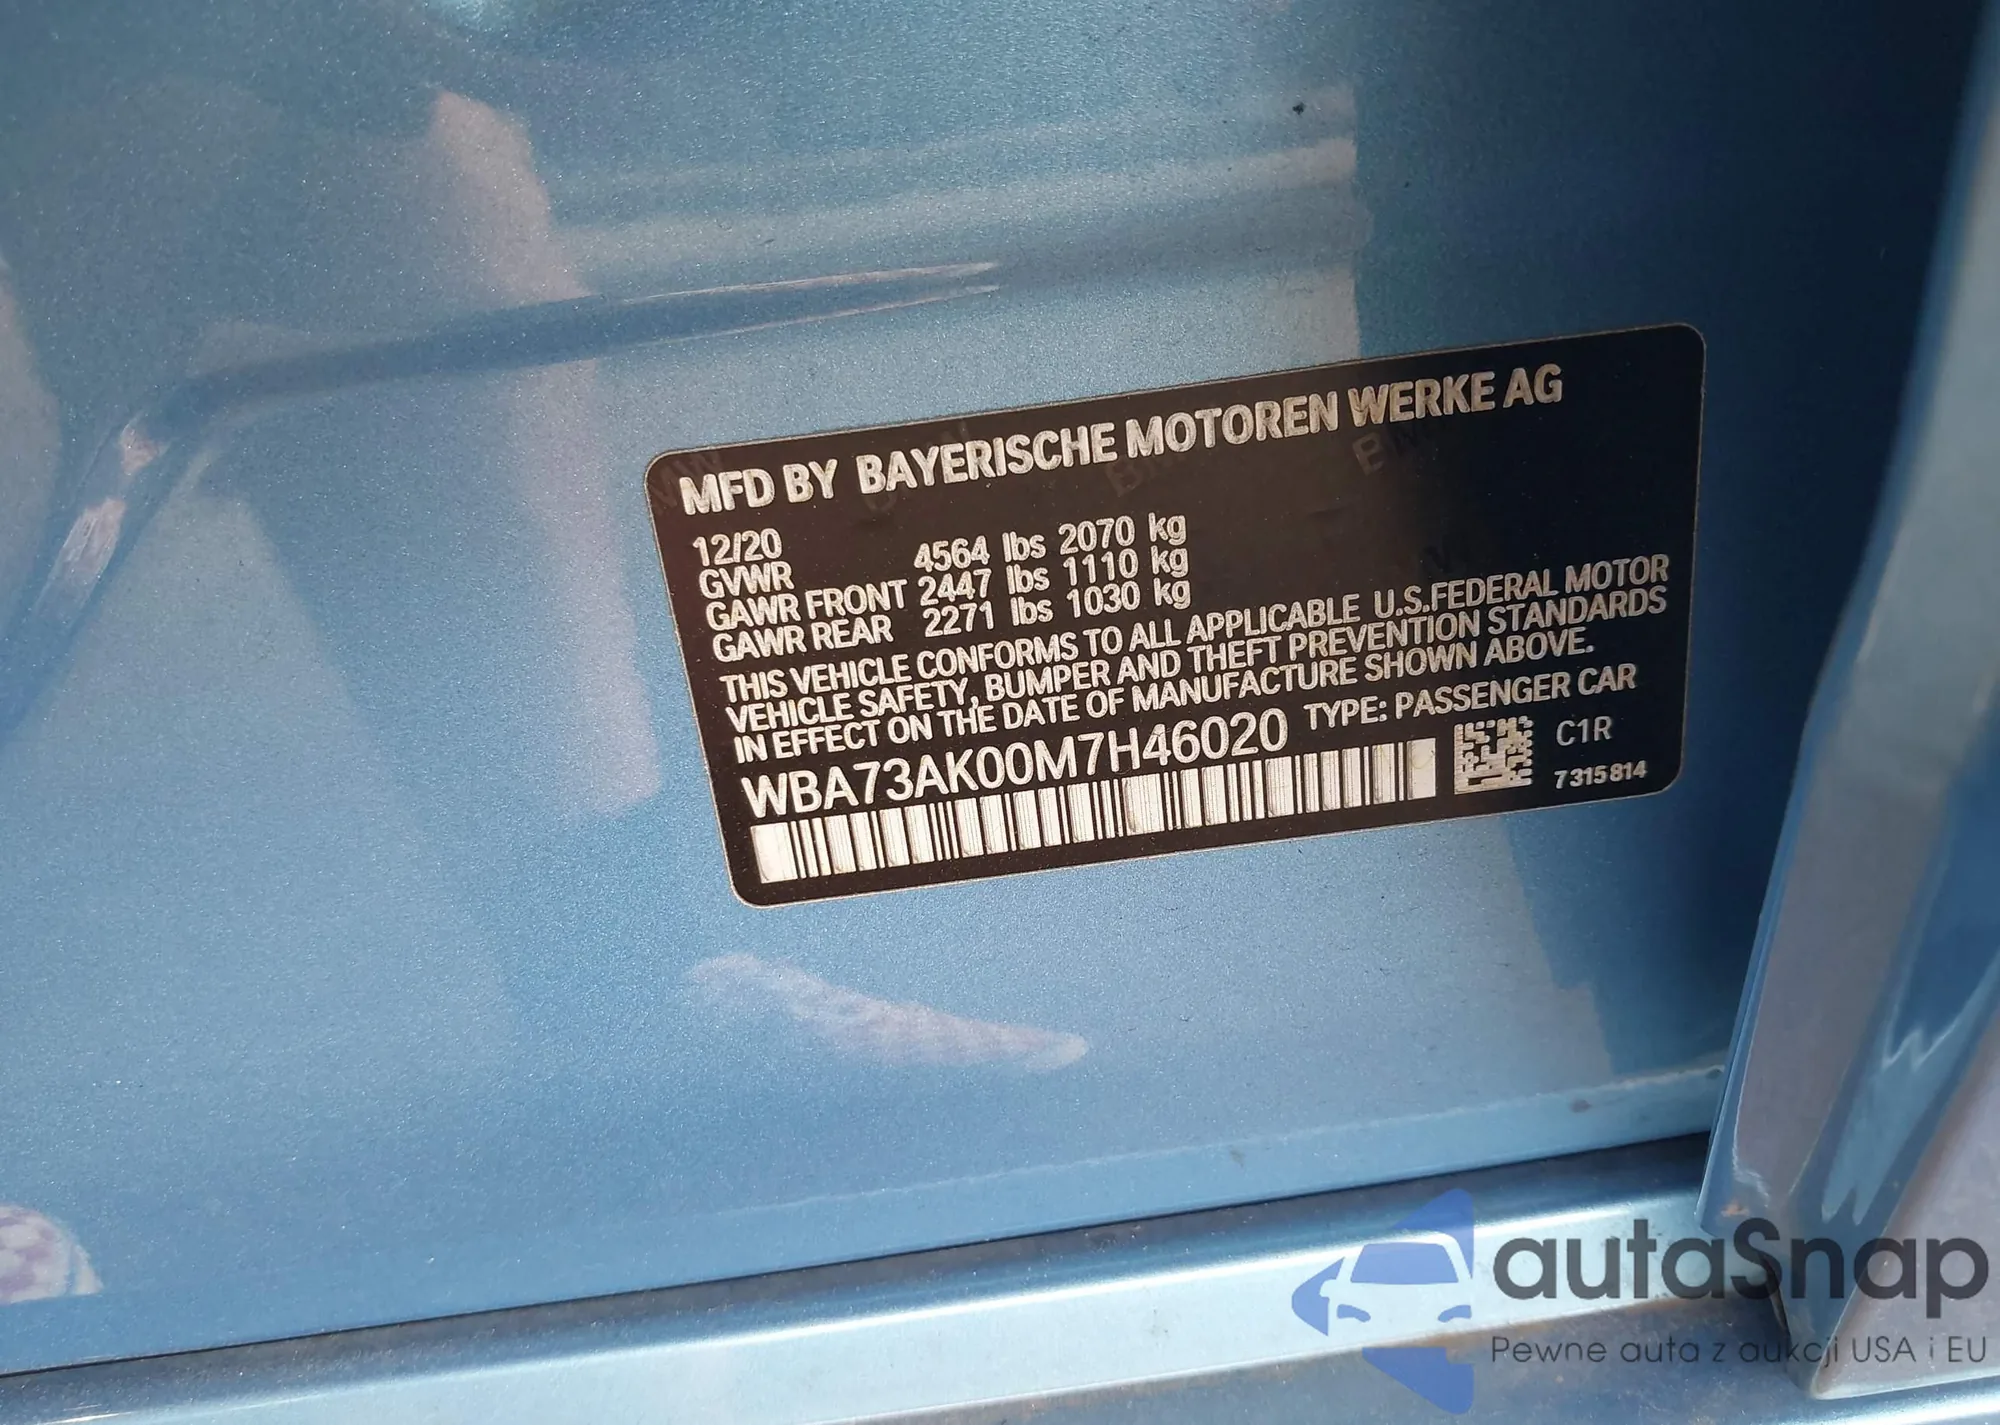 MFD BY BAYERISCHE MOTOREN WERKE AG
12/20
GVWR 4564 lbs 2070 kg
GAWR FRONT 2447 lbs 1110 kg
GAWR REAR 2271 lbs 1030 kg
THIS VEHICLE CONFORMS TO ALL APPLICABLE U.S.FEDERAL MOTOR
VEHICLE SAFETY, BUMPER AND THEFT PREVENTION STANDARDS
IN EFFECT ON THE DATE OF MANUFACTURE SHOWN ABOVE.
WBA73AK00M7H46020 TYPE: PASSENGER CAR
C1R
7315814
autaSnap
Pewne auta z aukcji USA i EU